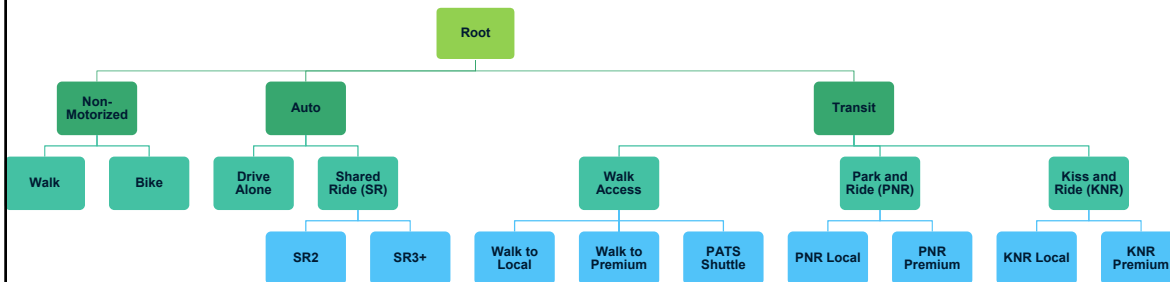 Root
Non-
Motorized
Auto
Transit
Walk
Bike
Drive
Alone
Shared
Ride (SR)
Walk
Access
Park and
Ride (PNR)
Kiss and
Ride (KNR)
SR2
SR3+
Walk to
Local
Walk to
Premium
PATS
Shuttle
PNR Local
PNR
Premium
KNR Local
KNR
Premium